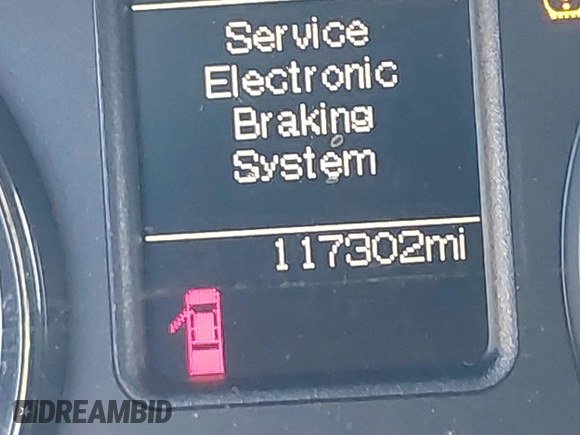 Service
Electronic
Braking
System
117302mi
DREAMBID